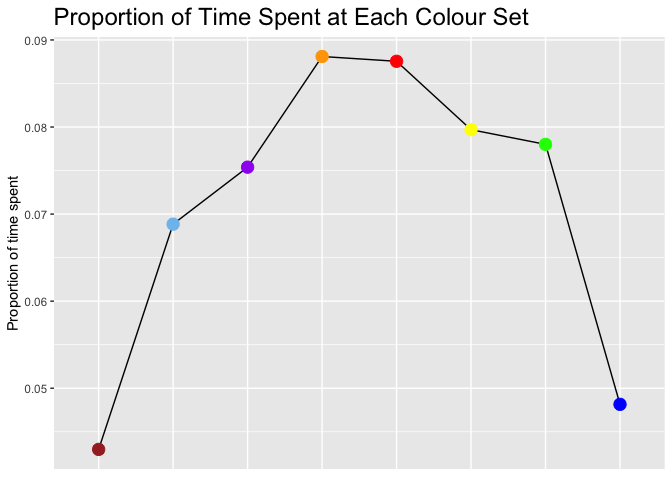 Proportion of Time Spent at Each Colour Set
0.09
0.08
0.07
0.06
0.05
Proportion of time spent